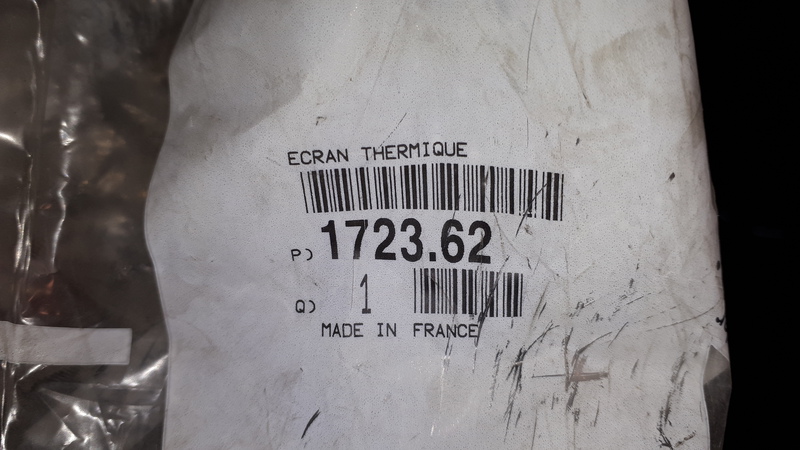 ECRAN THERMIQUE
P) 1723.62
Q) 1
MADE IN FRANCE